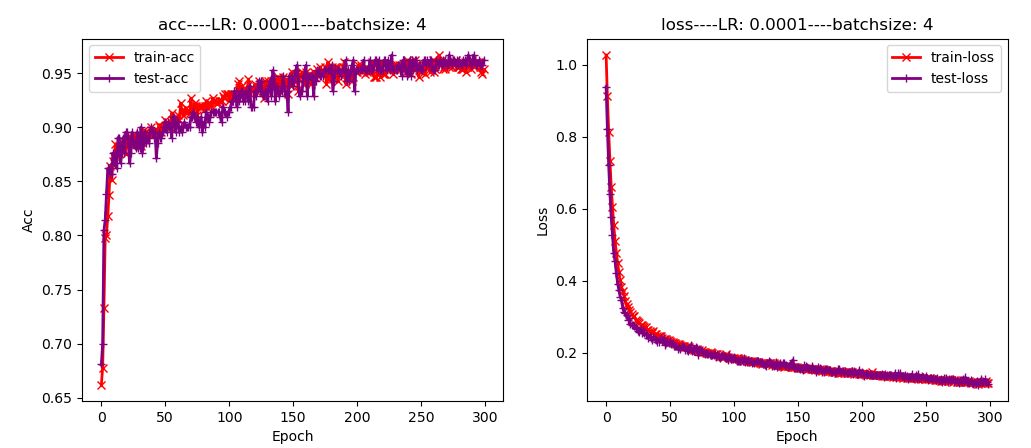 acc----LR: 0.0001----batchsize: 4
train-acc
test-acc
0.95
0.90
0.85
0.80
0.75
0.70
0.65
Acc
0
50
100
150
200
250
300
Epoch
loss----LR: 0.0001----batchsize: 4
train-loss
test-loss
1.0
0.8
0.6
0.4
0.2
Loss
0
50
100
150
200
250
300
Epoch